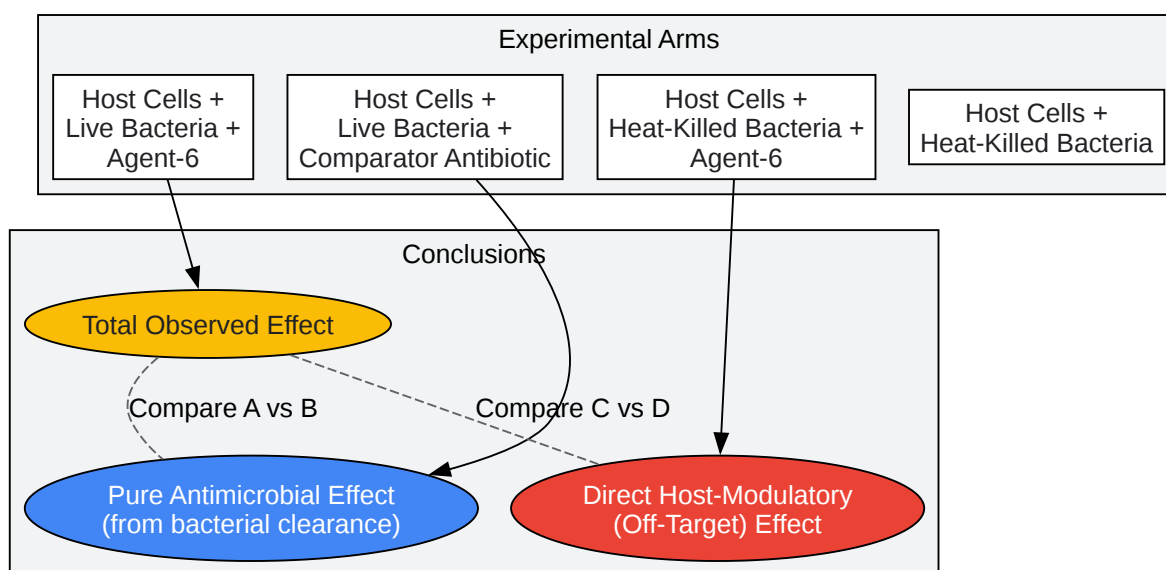 Experimental Arms
Host Cells +
Live Bacteria +
Agent-6
Host Cells +
Live Bacteria +
Comparator Antibiotic
Host Cells +
Heat-Killed Bacteria +
Agent-6
Host Cells +
Heat-Killed Bacteria
Conclusions
Total Observed Effect
Compare A vs B
Compare C vs D
Pure Antimicrobial Effect
(from bacterial clearance)
Direct Host-Modulatory
(Off-Target) Effect